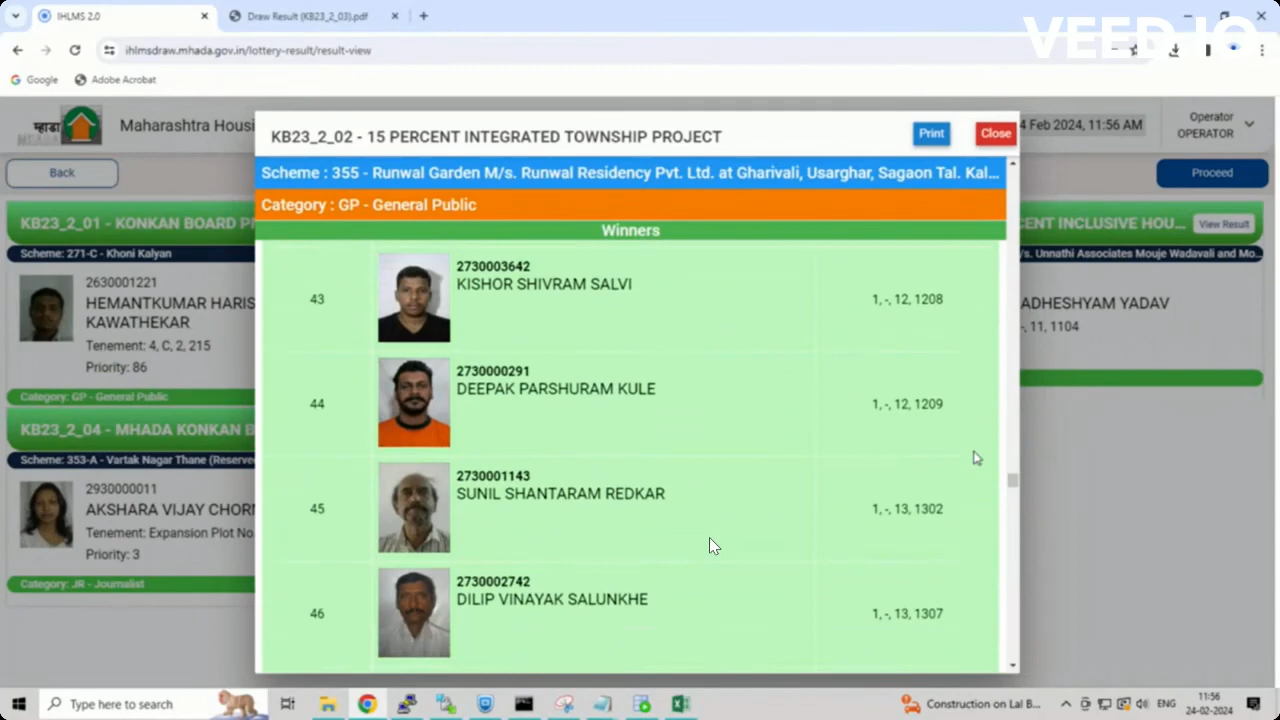 IHLMS 2.0
Draw Result (KB23_2_03).pdf
VEED.IO
ihlmsdraw.mhada.gov.in/lottery-result/result-view
Google
Adobe Acrobat
म्हाडा
MHADA
Maharashtra Housi
4 Feb 2024, 11:56 AM
Operator
OPERATOR
Back
Proceed
KB23_2_02 - 15 PERCENT INTEGRATED TOWNSHIP PROJECT
Print
Close
Scheme : 355 - Runwal Garden M/s. Runwal Residency Pvt. Ltd. at Gharivali, Usarghar, Sagaon Tal. Kal...
Category : GP - General Public
Winners
43
2730003642
KISHOR SHIVRAM SALVI
1, -, 12, 1208
44
2730000291
DEEPAK PARSHURAM KULE
1, -, 12, 1209
45
2730001143
SUNIL SHANTARAM REDKAR
1, -, 13, 1302
46
2730002742
DILIP VINAYAK SALUNKHE
1, -, 13, 1307
KB23_2_01 - KONKAN BOARD P
Scheme: 271-C - Khoni Kalyan
2630001221
HEMANTKUMAR HARIS
KAWATHEKAR
Tenement: 4, C, 2, 215
Priority: 86
Category: GP - General Public
KB23_2_04 - MHADA KONKAN B
Scheme: 353-A - Vartak Nagar Thane (Reserve
2930000011
AKSHARA VIJAY CHOR
Tenement: Expansion Plot No
Priority: 3
Category: JR - Journalist
CENT INCLUSIVE HOU...
View Result
/s. Unnathi Associates Mouje Wadavali and Mo...
ADHESHYAM YADAV
-, 11, 1104
Type here to search
Construction on Lal B...
ENG
11:56
24-02-2024